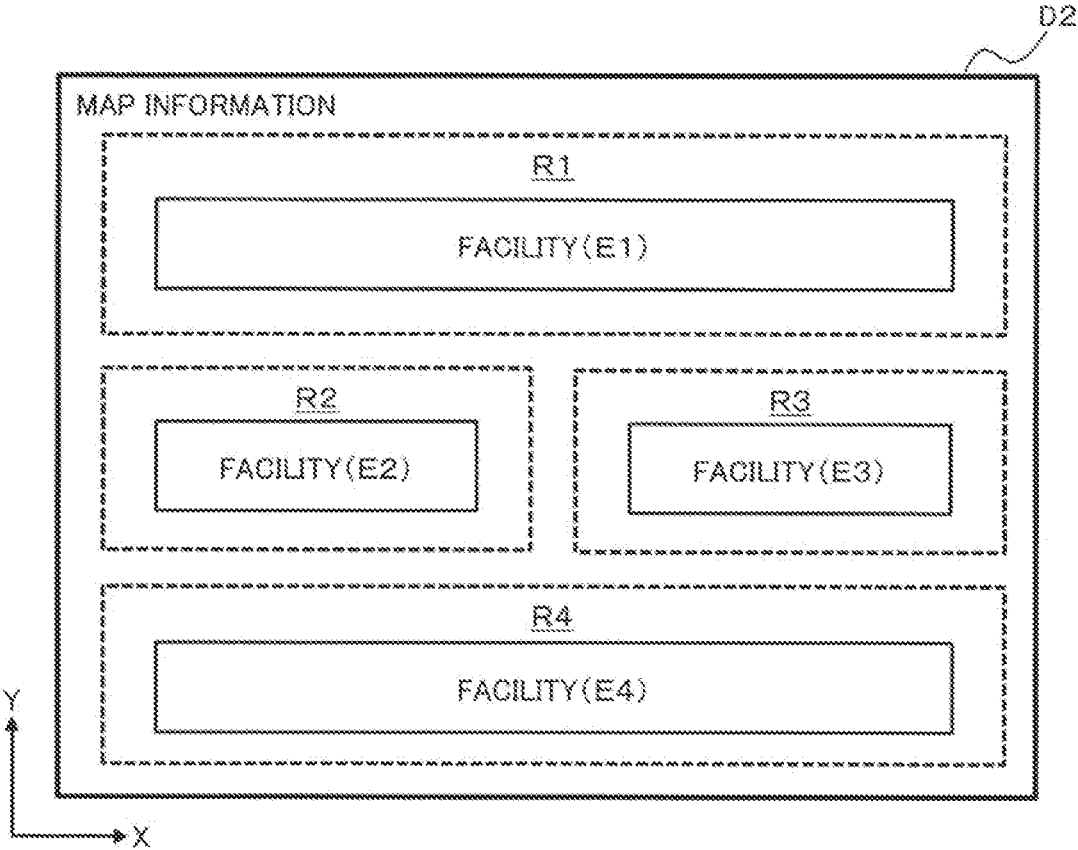 D2
MAP INFORMATION
R1
FACILITY(E1)
R2
R3
FACILITY(E2)
FACILITY(E3)
R4
FACILITY(E4)
Y
X